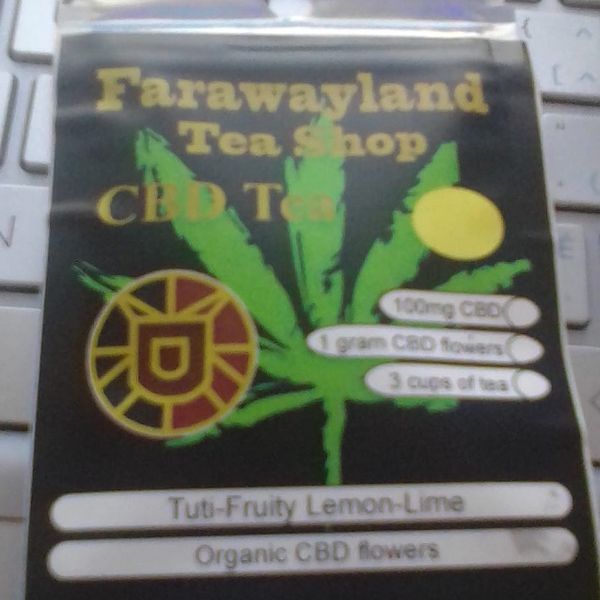 Farawayland
Tea Shop
CBD Tea
100mg CBD
1 gram CBD flowers
3 cups of tea
D
Tuti-Fruity Lemon-Lime
Organic CBD flowers
N